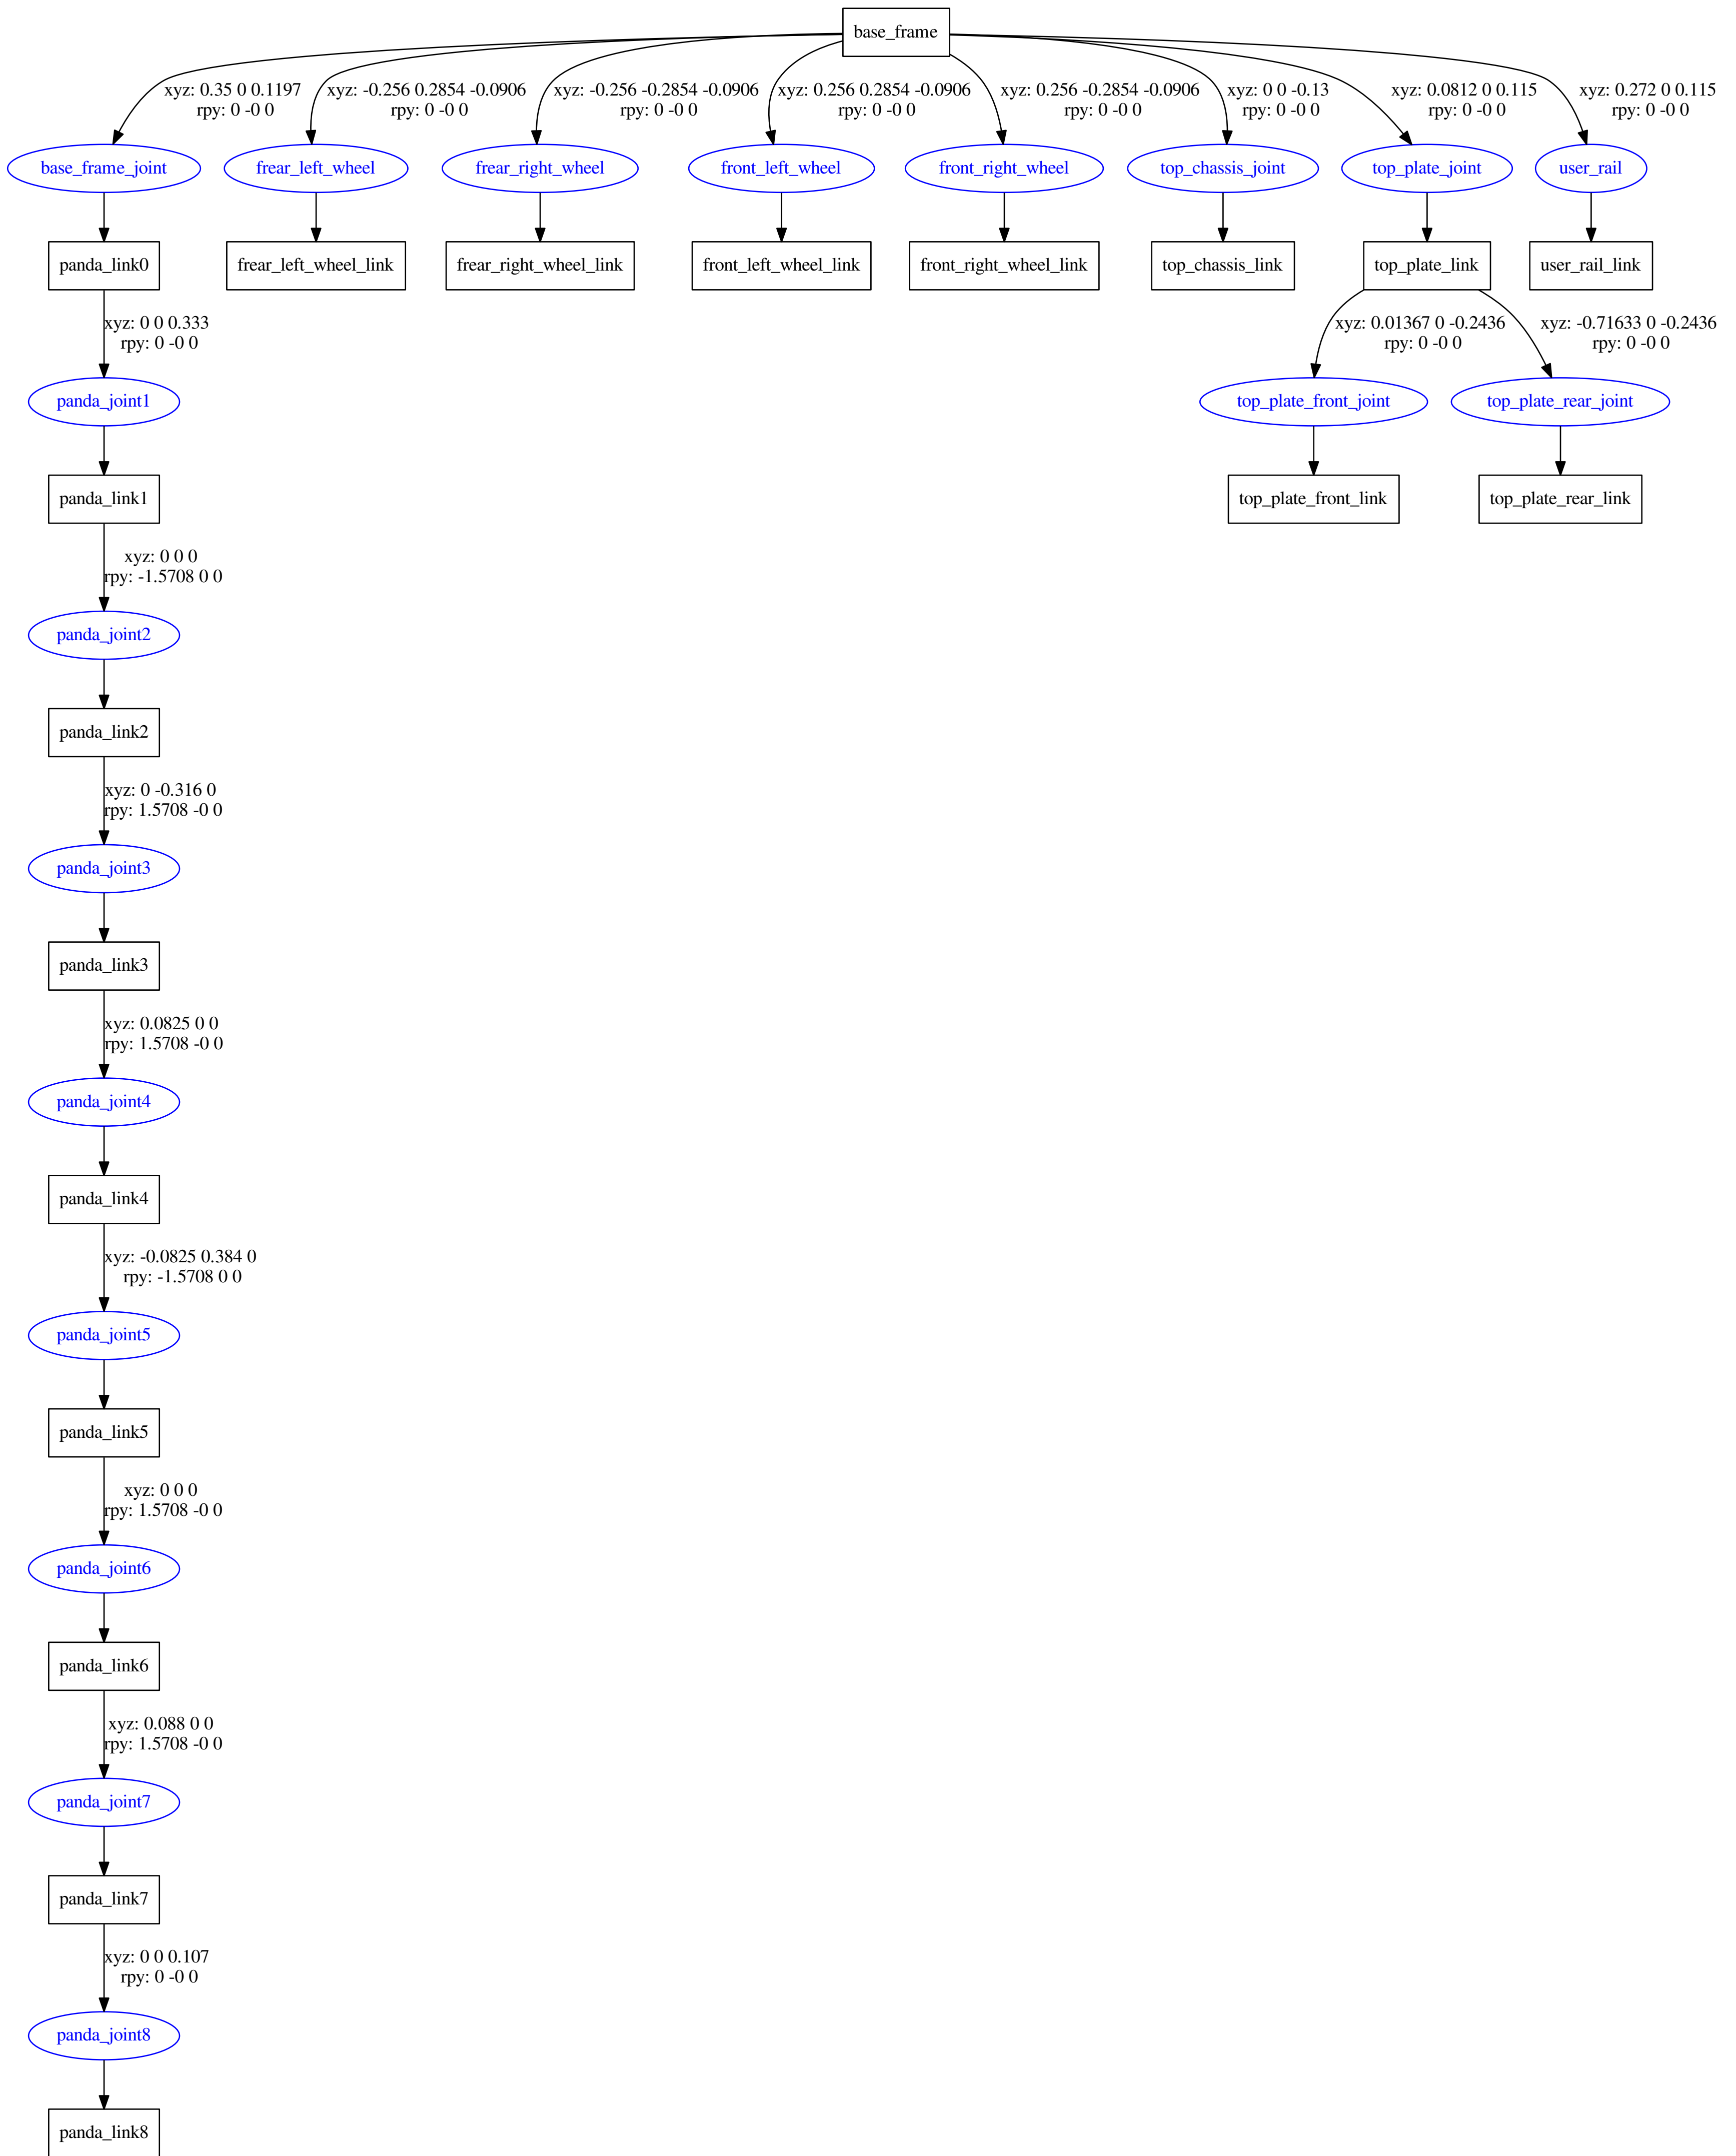 base_frame
xyz: 0.35 0 0.1197
rpy: 0 -0 0
xyz: -0.256 0.2854 -0.0906
rpy: 0 -0 0
xyz: -0.256 -0.2854 -0.0906
rpy: 0 -0 0
xyz: 0.256 0.2854 -0.0906
rpy: 0 -0 0
xyz: 0.256 -0.2854 -0.0906
rpy: 0 -0 0
xyz: 0 0 -0.13
rpy: 0 -0 0
xyz: 0.0812 0 0.115
rpy: 0 -0 0
xyz: 0.272 0 0.115
rpy: 0 -0 0
base_frame_joint
frear_left_wheel
frear_right_wheel
front_left_wheel
front_right_wheel
top_chassis_joint
top_plate_joint
user_rail
panda_link0
frear_left_wheel_link
frear_right_wheel_link
front_left_wheel_link
front_right_wheel_link
top_chassis_link
top_plate_link
user_rail_link
xyz: 0 0 0.333
rpy: 0 -0 0
xyz: 0.01367 0 -0.2436
rpy: 0 -0 0
xyz: -0.71633 0 -0.2436
rpy: 0 -0 0
panda_joint1
top_plate_front_joint
top_plate_rear_joint
panda_link1
top_plate_front_link
top_plate_rear_link
xyz: 0 0 0
rpy: -1.5708 0 0
panda_joint2
panda_link2
xyz: 0 -0.316 0
rpy: 1.5708 -0 0
panda_joint3
panda_link3
xyz: 0.0825 0 0
rpy: 1.5708 -0 0
panda_joint4
panda_link4
xyz: -0.0825 0.384 0
rpy: -1.5708 0 0
panda_joint5
panda_link5
xyz: 0 0 0
rpy: 1.5708 -0 0
panda_joint6
panda_link6
xyz: 0.088 0 0
rpy: 1.5708 -0 0
panda_joint7
panda_link7
xyz: 0 0 0.107
rpy: 0 -0 0
panda_joint8
panda_link8